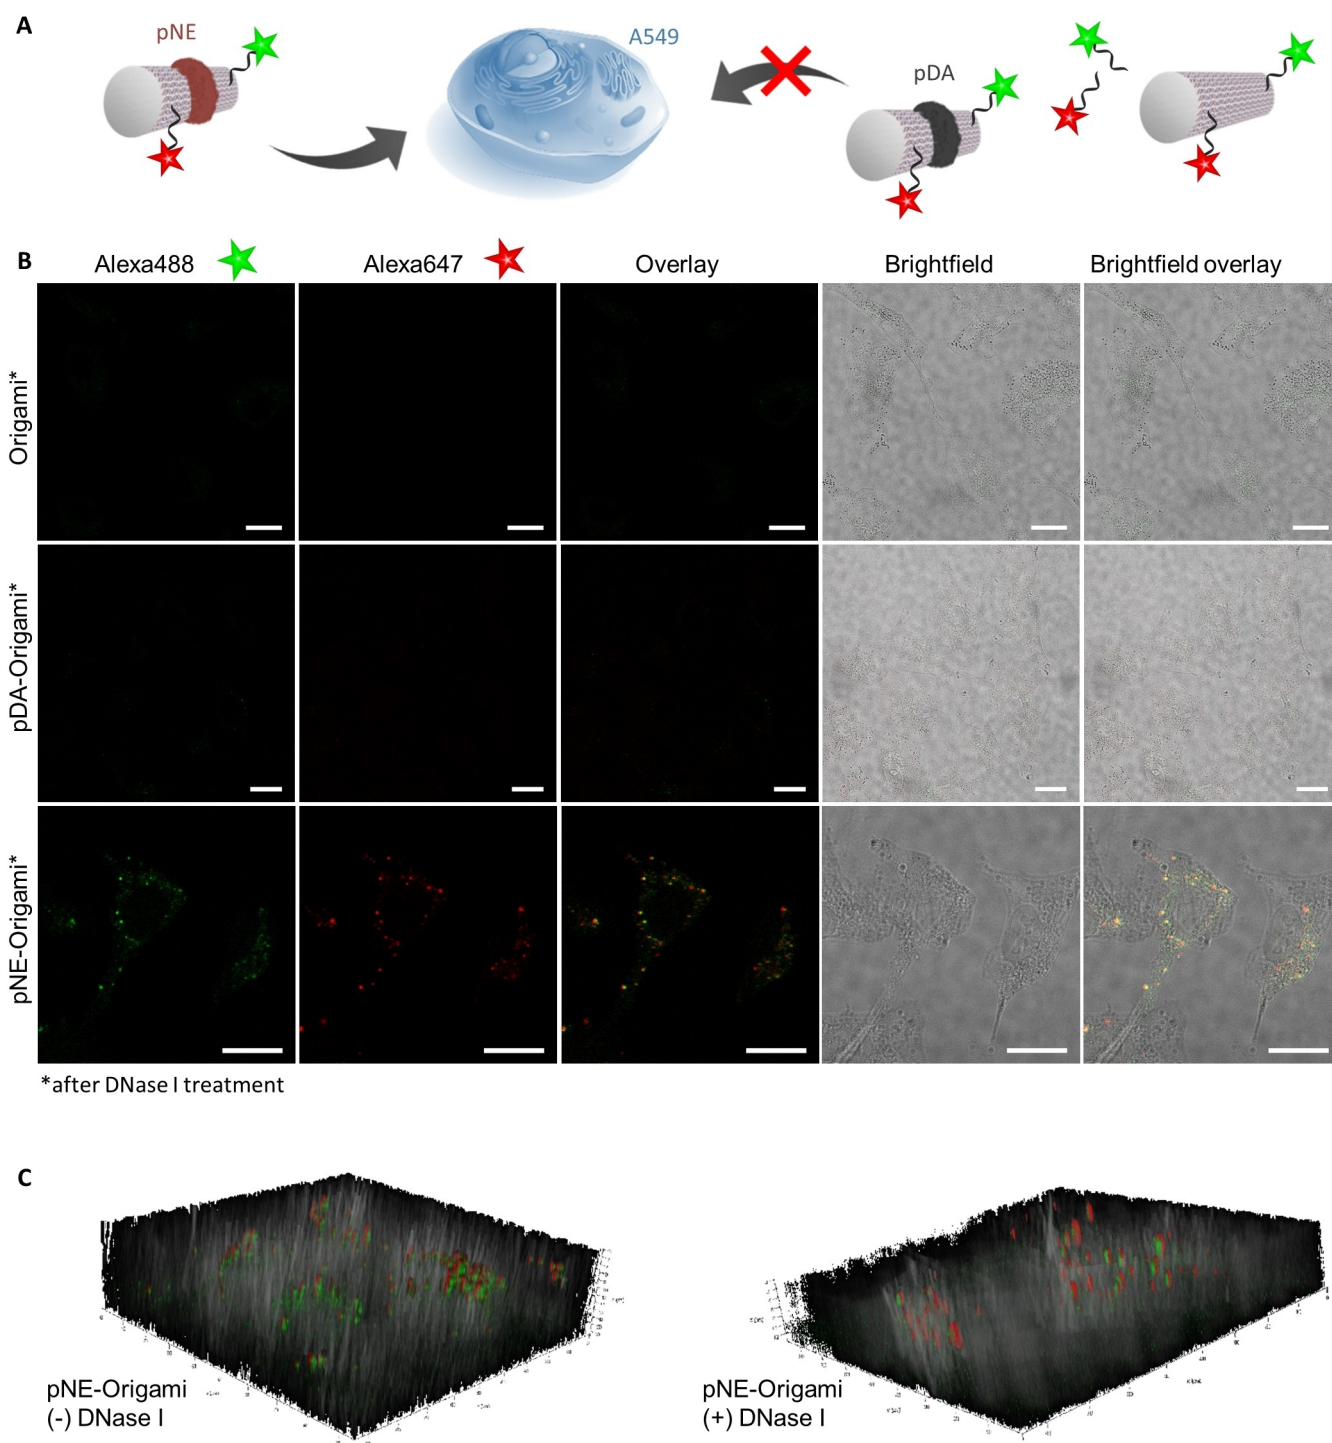 A
pNE
A549
pDA
B
Alexa488
Alexa647
Overlay
Brightfield
Brightfield overlay
Origami*
pDA-Origami*
pNE-Origami*
*after DNase I treatment
C
pNE-Origami
(-) DNase I
pNE-Origami
(+) DNase I